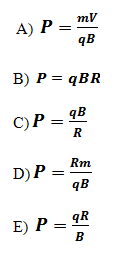 A) P = mV / qB
B) P = qBR
C) P = qB / R
D) P = Rm / qB
E) P = qR / B